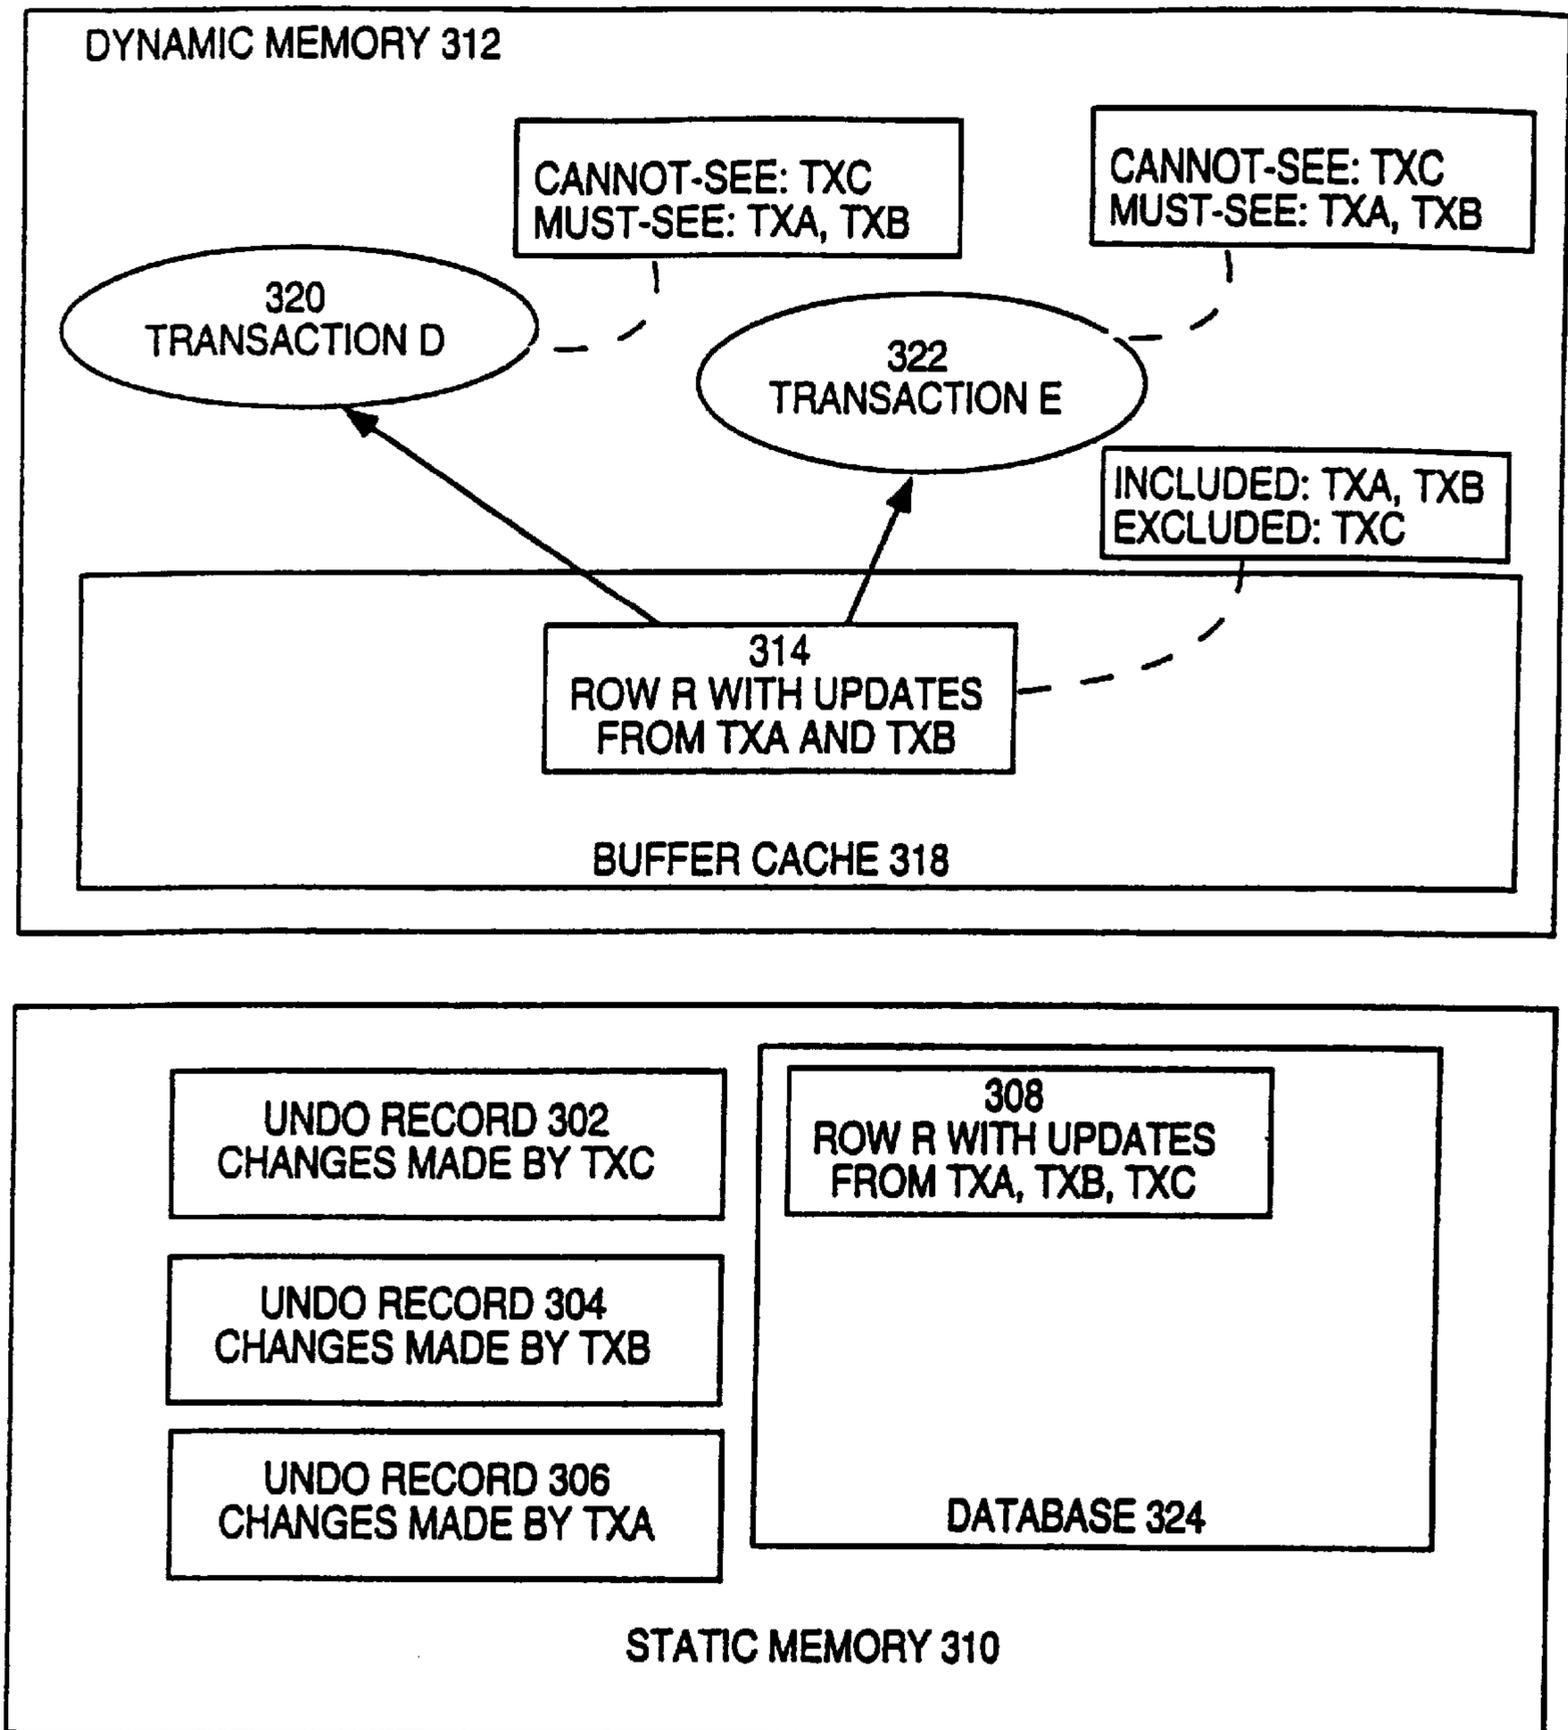 DYNAMIC MEMORY 312
CANNOT-SEE: TXC
MUST-SEE: TXA, TXB
CANNOT-SEE: TXC
MUST-SEE: TXA, TXB
320
TRANSACTION D
322
TRANSACTION E
INCLUDED: TXA, TXB
EXCLUDED: TXC
314
ROW R WITH UPDATES
FROM TXA AND TXB
BUFFER CACHE 318
UNDO RECORD 302
CHANGES MADE BY TXC
308
ROW R WITH UPDATES
FROM TXA, TXB, TXC
UNDO RECORD 304
CHANGES MADE BY TXB
UNDO RECORD 306
CHANGES MADE BY TXA
DATABASE 324
STATIC MEMORY 310